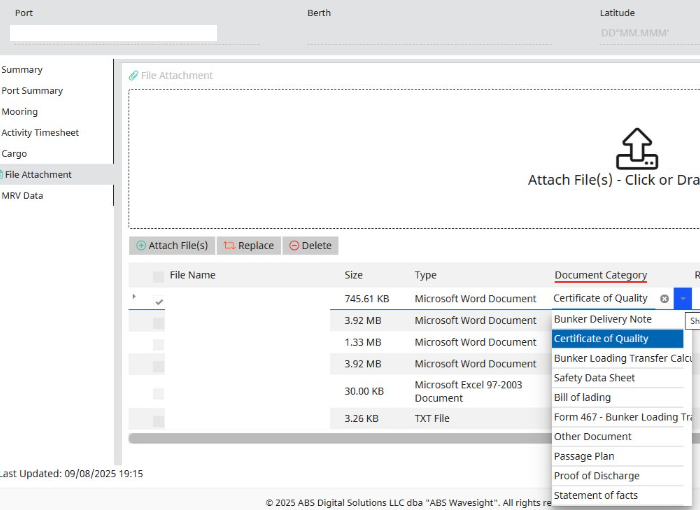 Port Berth Latitude
DD°MM.MMM'
Summary
Port Summary
Mooring
Activity Timesheet
Cargo
File Attachment
MRV Data
File Attachment
Attach File(s) - Click or Dra
Attach File(s) Replace Delete
File Name Size Type Document Category R
745.61 KB Microsoft Word Document Certificate of Quality
3.92 MB Microsoft Word Document
1.33 MB Microsoft Word Document
3.92 MB Microsoft Word Document
30.00 KB Microsoft Excel 97-2003
Document
3.26 KB TXT File
Sh
Bunker Delivery Note
Certificate of Quality
Bunker Loading Transfer Calcu
Safety Data Sheet
Bill of lading
Form 467 - Bunker Loading Tra
Other Document
Passage Plan
Proof of Discharge
Statement of facts
Last Updated: 09/08/2025 19:15
© 2025 ABS Digital Solutions LLC dba "ABS Wavesight". All rights re